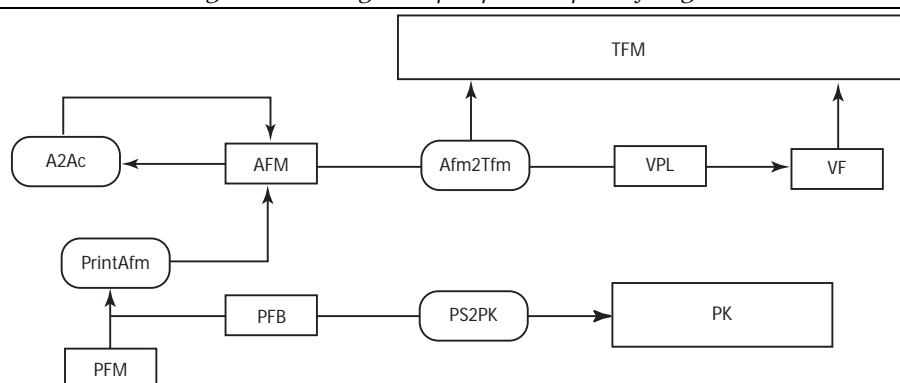 TFM
A2Ac
AFM
Afm2Tfm
VPL
VF
PrintAfm
PFB
PS2PK
PK
PFM